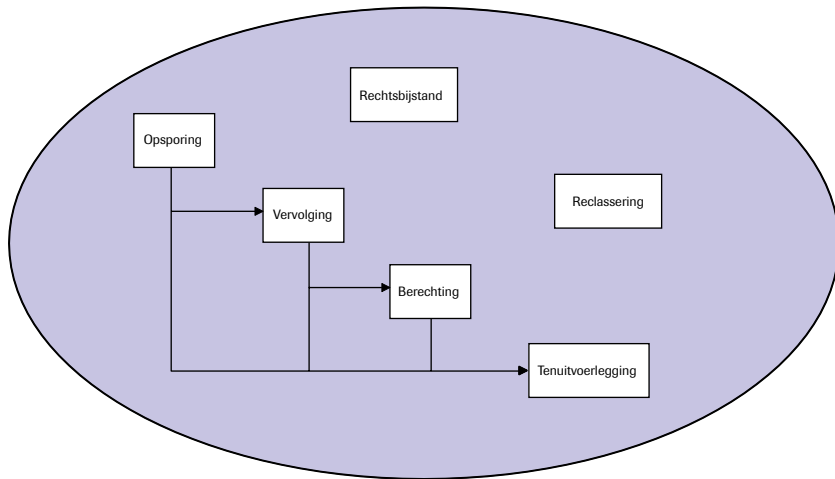 Rechtsbijstand
Opsporing
Reclassering
Vervolging
Berechting
Tenuitvoerlegging